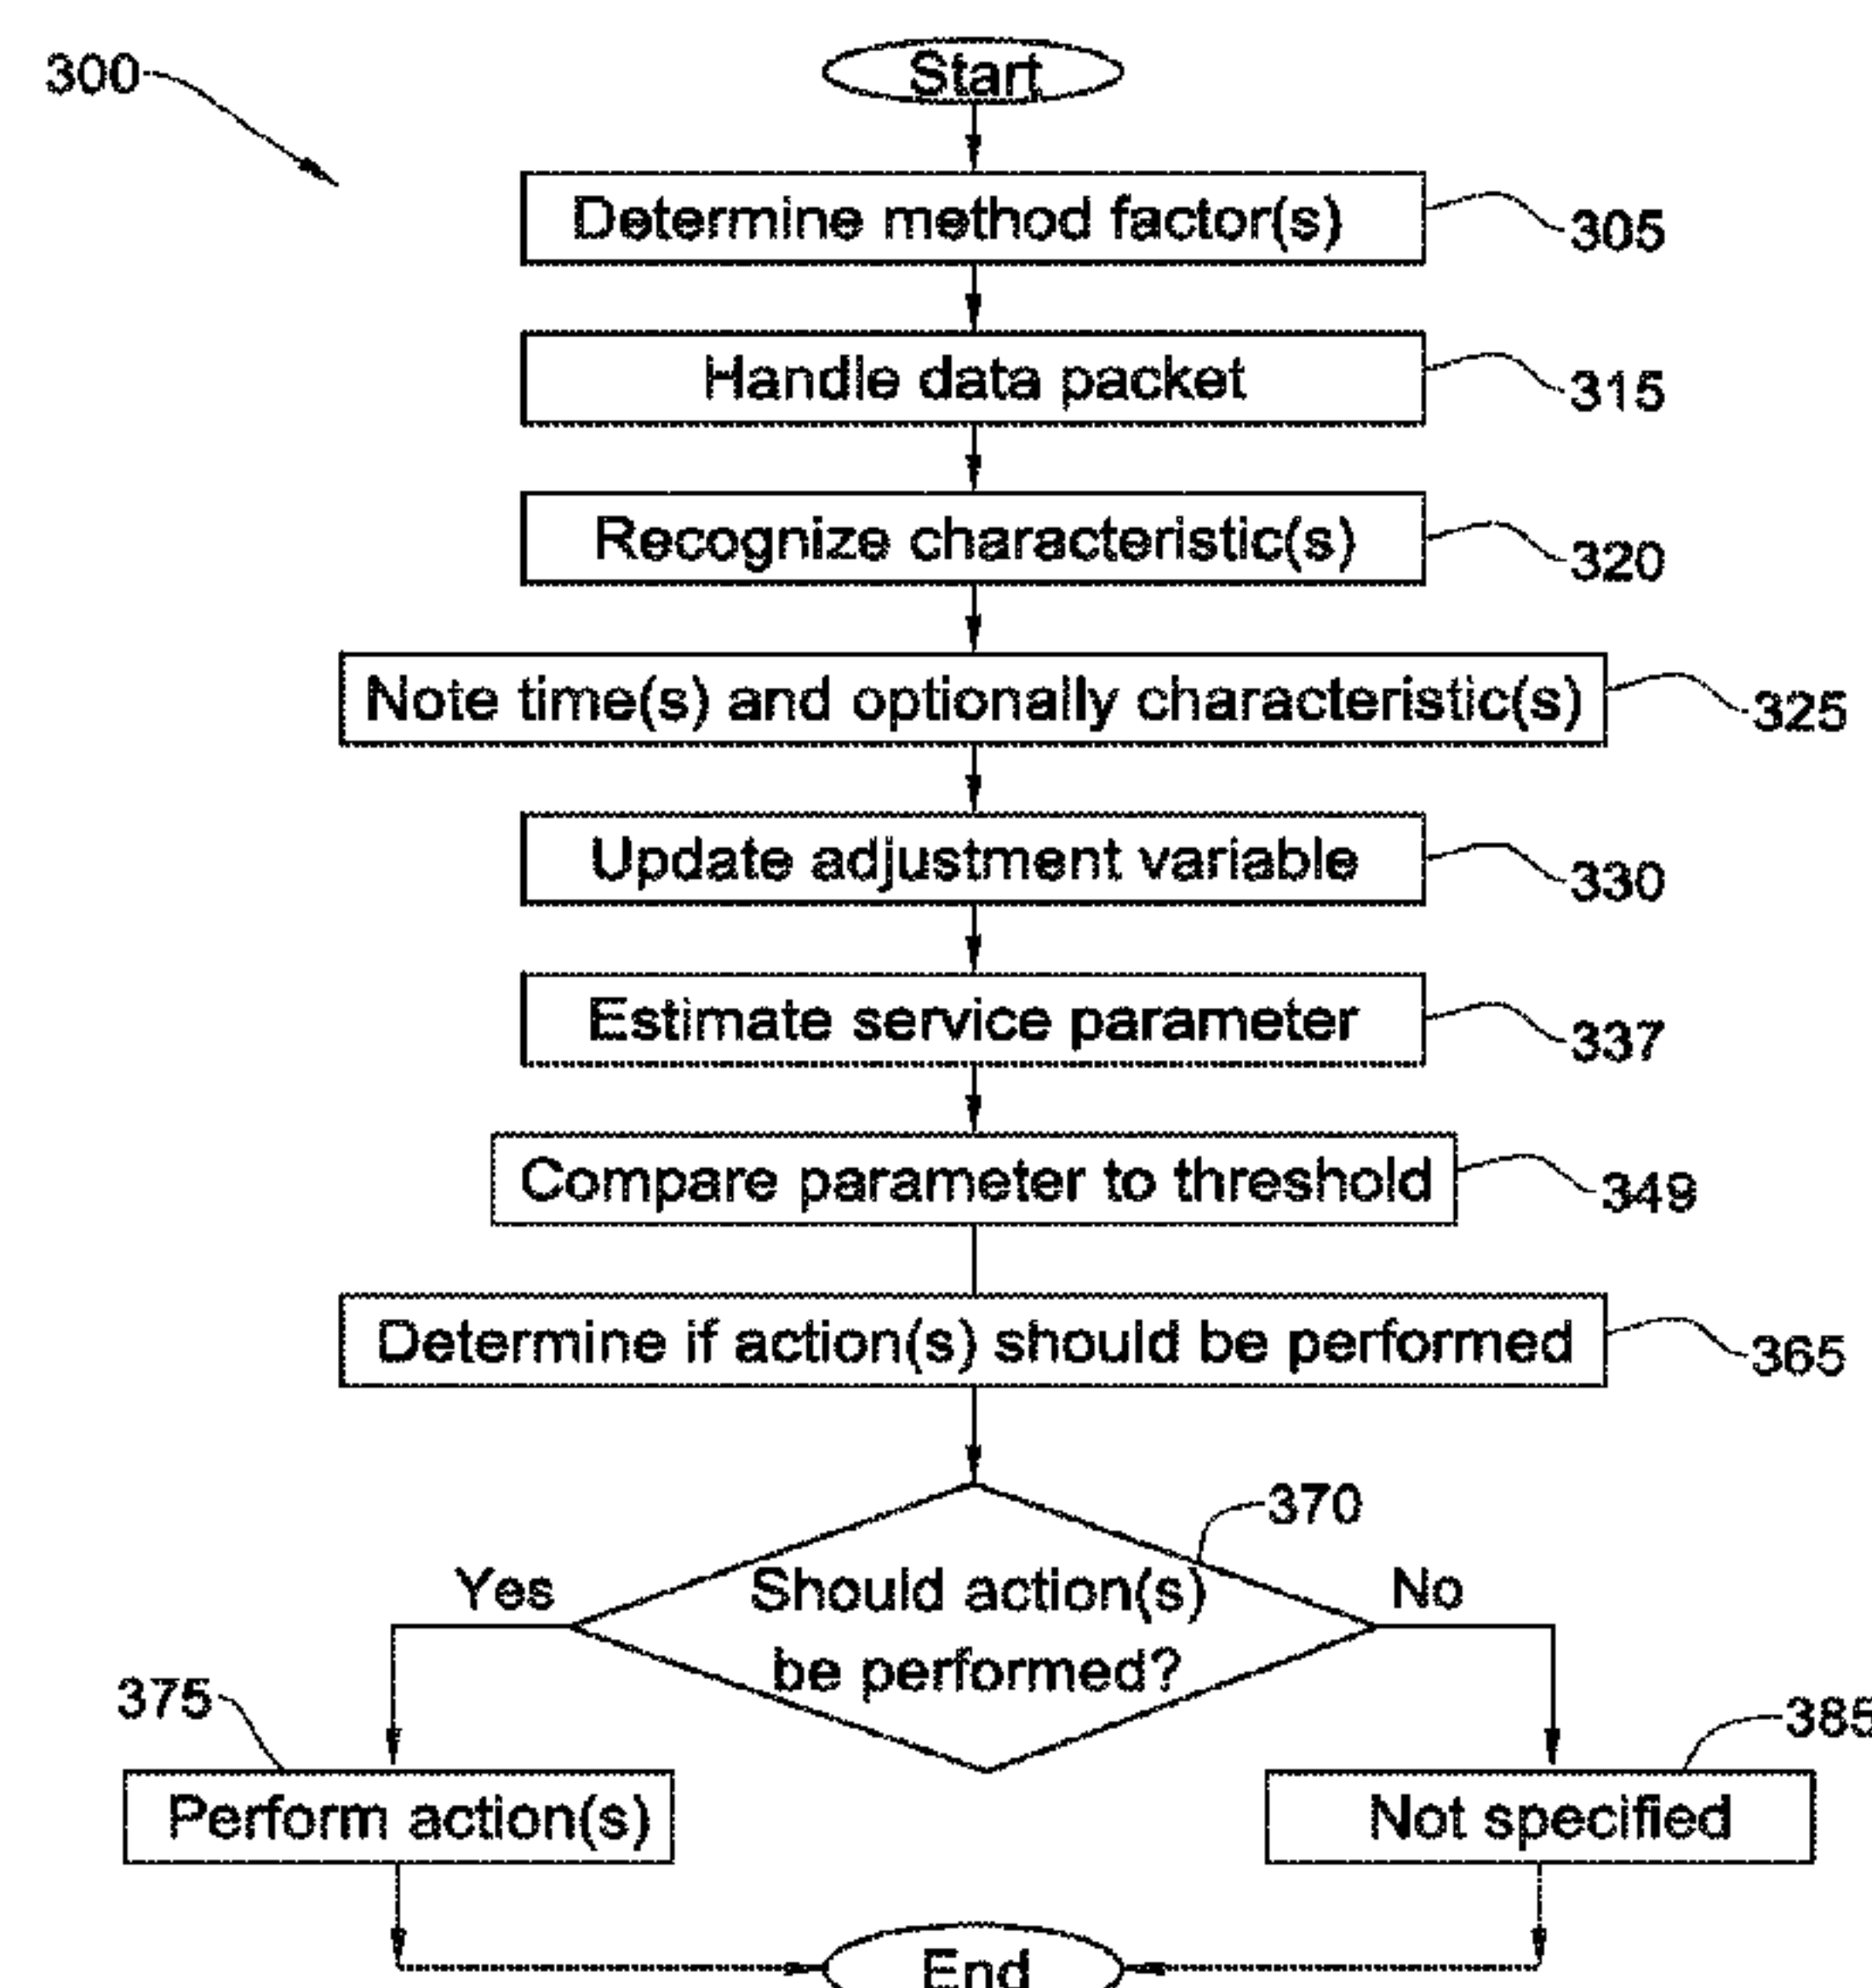 300
Start
Determine method factor(s)
305
Handle data packet
315
Recognize characteristic(s)
320
Note time(s) and optionally characteristic(s)
325
Update adjustment variable
330
Estimate service parameter
337
Compare parameter to threshold
349
Determine if action(s) should be performed
365
370
Yes
Should action(s)
be performed?
No
375
385
Perform action(s)
Not specified
End